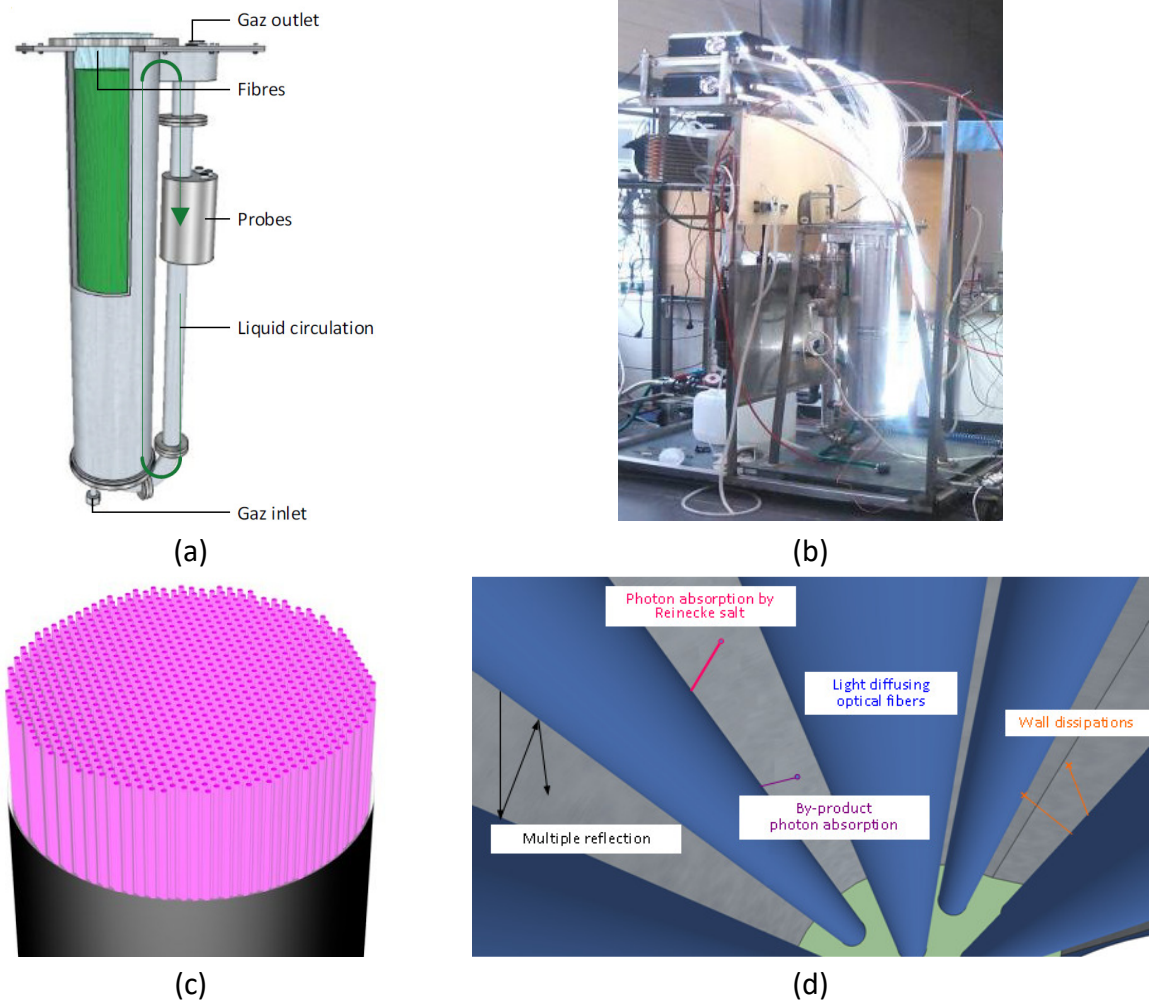 Gaz outlet
Fibres
Probes
Liquid circulation
Gaz inlet
(a)
(b)
(c)
Photon absorption by
Reinecke salt
Light diffusing
optical fibers
Wall dissipations
By-product
photon absorption
Multiple reflection
(d)